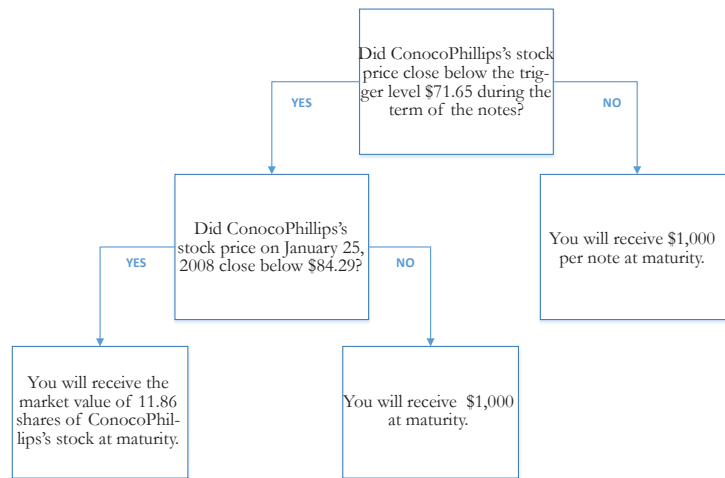 Did ConocoPhillips's stock
price close below the trig-
ger level $71.65 during the
term of the notes?
YES
NO
Did ConocoPhillips's
stock price on January 25,
2008 close below $84.29?
You will receive $1,000
per note at maturity.
YES
NO
You will receive the
market value of 11.86
shares of ConocoPhil-
lips's stock at maturity.
You will receive $1,000
at maturity.